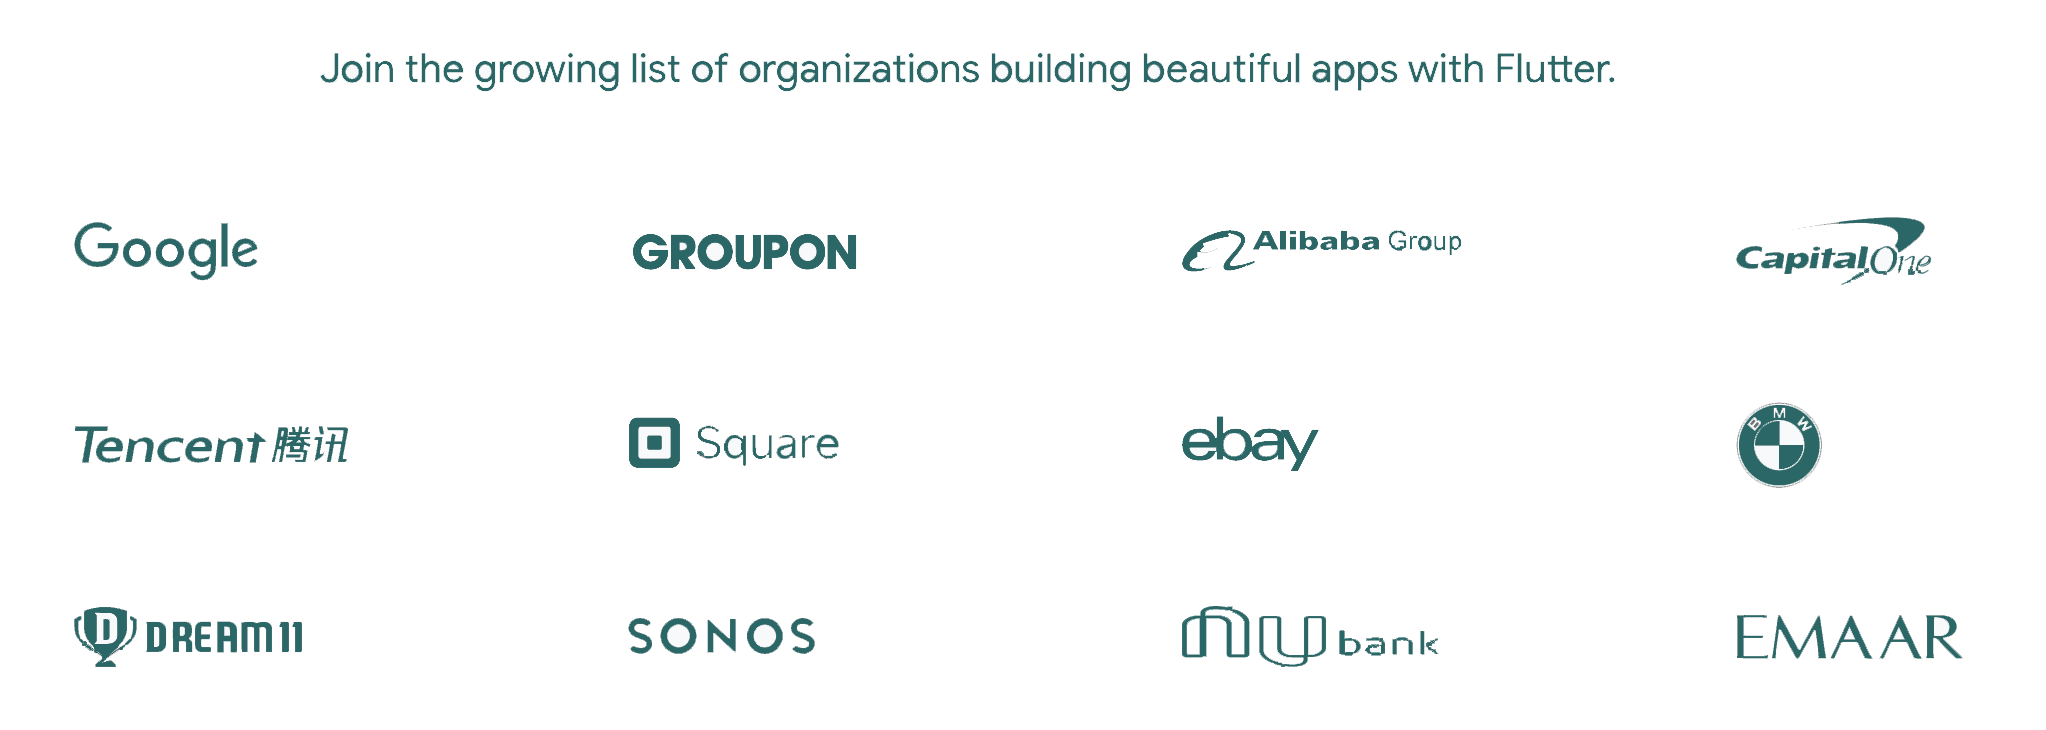 Join the growing list of organizations building beautiful apps with Flutter.
Google
GROUPON
Alibaba Group
Capital One
Tencent 腾讯
Square
ebay
BMW
D DREAM11
SONOS
nu bank
EMAAR